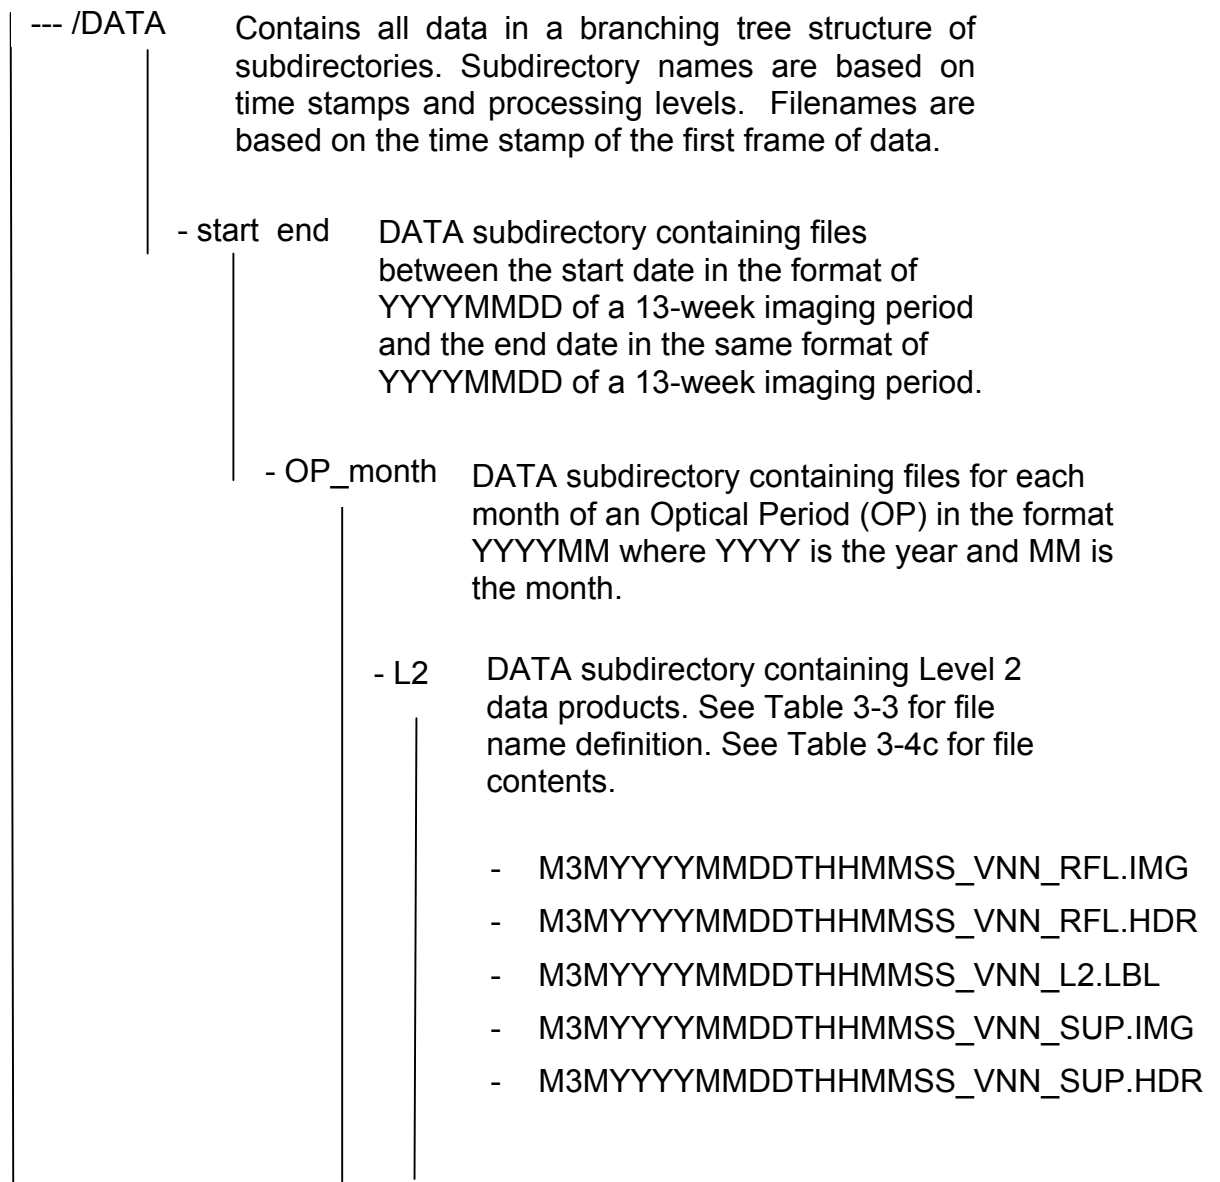 --- /DATA
Contains all data in a branching tree structure of
subdirectories. Subdirectory names are based on
time stamps and processing levels. Filenames are
based on the time stamp of the first frame of data.
- start end
DATA subdirectory containing files
between the start date in the format of
YYYYMMDD of a 13-week imaging period
and the end date in the same format of
YYYYMMDD of a 13-week imaging period.
- OP_month
DATA subdirectory containing files for each
month of an Optical Period (OP) in the format
YYYYMM where YYYY is the year and MM is
the month.
- L2
DATA subdirectory containing Level 2
data products. See Table 3-3 for file
name definition. See Table 3-4c for file
contents.
- M3MYYYYMMDDTHHMMSS_VNN_RFL.IMG
- M3MYYYYMMDDTHHMMSS_VNN_RFL.HDR
- M3MYYYYMMDDTHHMMSS_VNN_L2.LBL
- M3MYYYYMMDDTHHMMSS_VNN_SUP.IMG
- M3MYYYYMMDDTHHMMSS_VNN_SUP.HDR